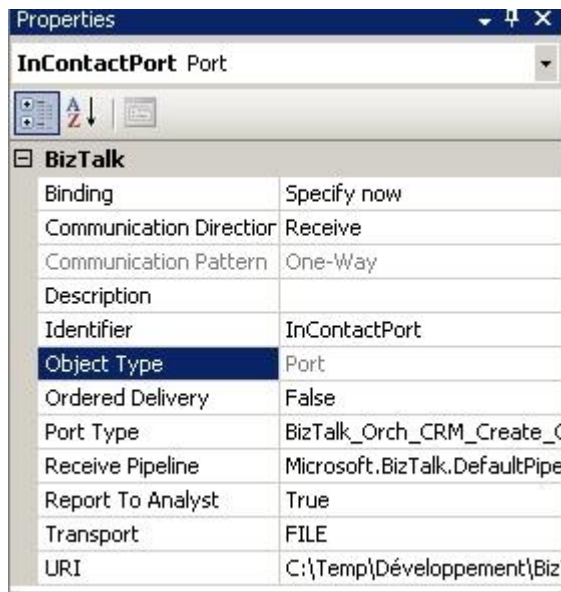 Properties
InContactPort Port
BizTalk
Binding Specify now
Communication Direction Receive
Communication Pattern One-Way
Description
Identifier InContactPort
Object Type Port
Ordered Delivery False
Port Type BizTalk_Orch_CRM_Create_C
Receive Pipeline Microsoft.BizTalk.DefaultPipe
Report To Analyst True
Transport FILE
URI C:\Temp\Développement\Biz